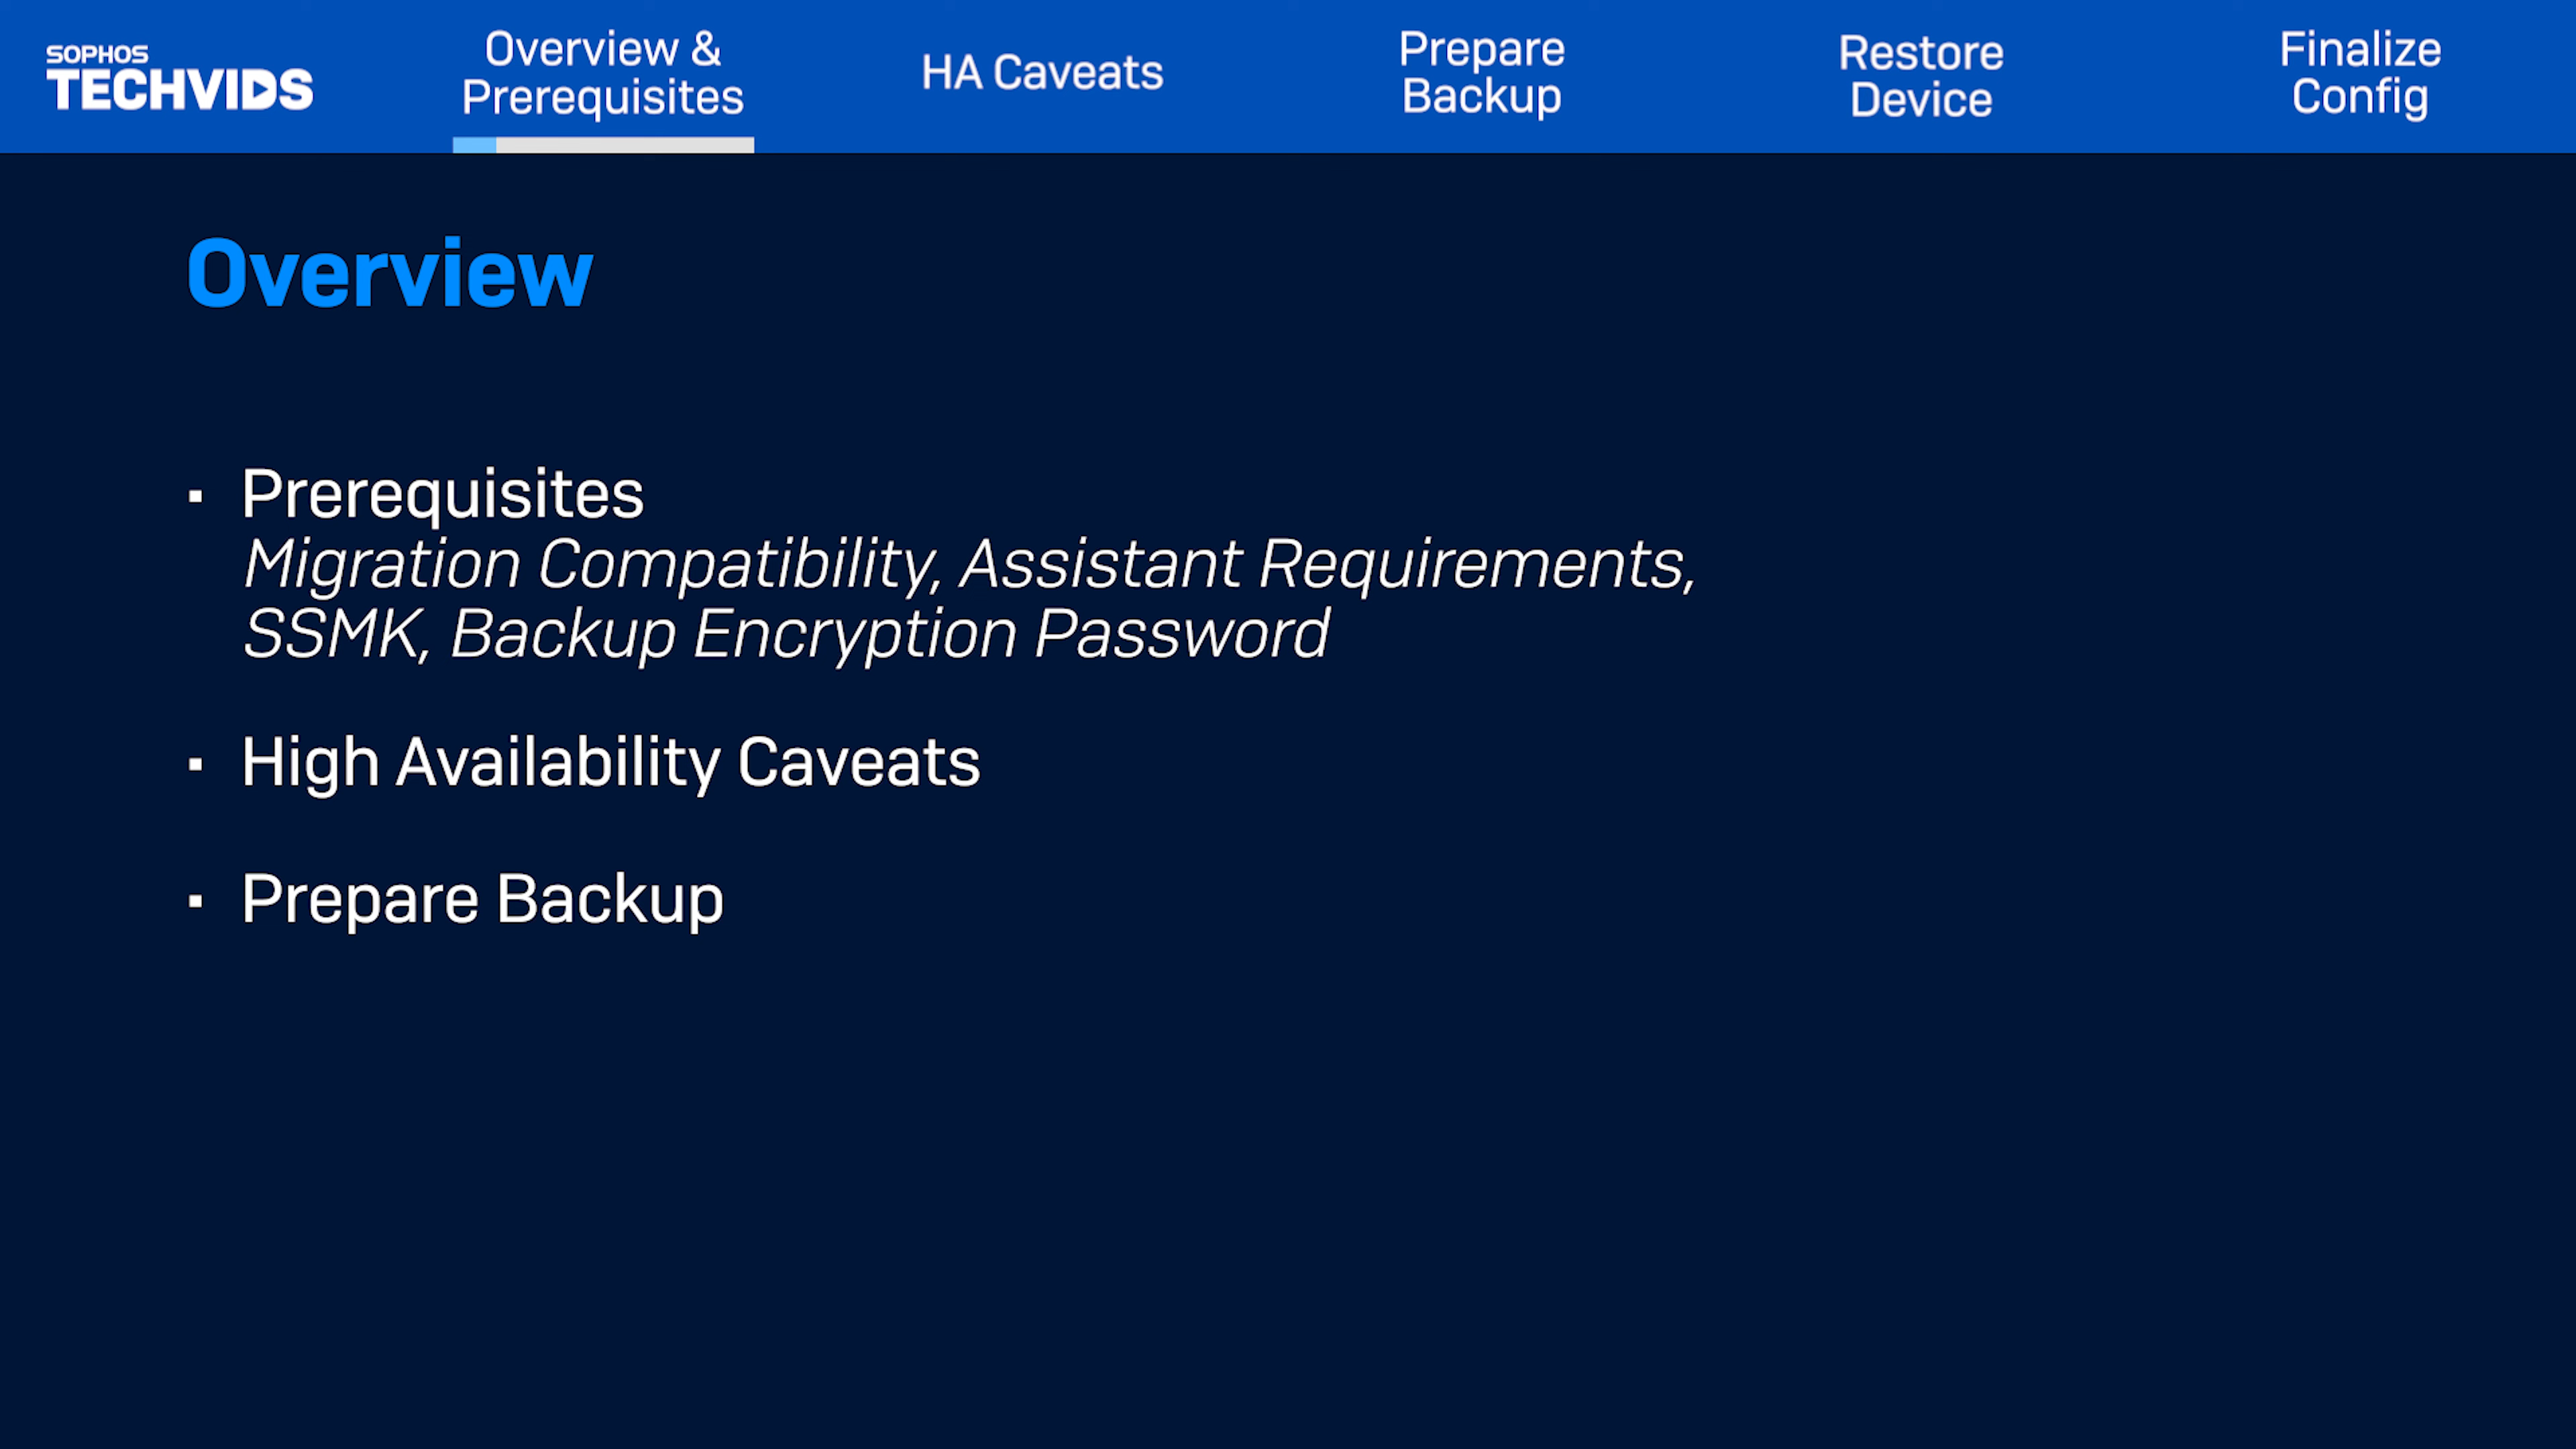 SOPHOS
TECHVIDS
Overview &
Prerequisites
HA Caveats
Prepare
Backup
Restore
Device
Finalize
Config
Overview
▪ Prerequisites
Migration Compatibility, Assistant Requirements,
SSMK, Backup Encryption Password
▪ High Availability Caveats
▪ Prepare Backup